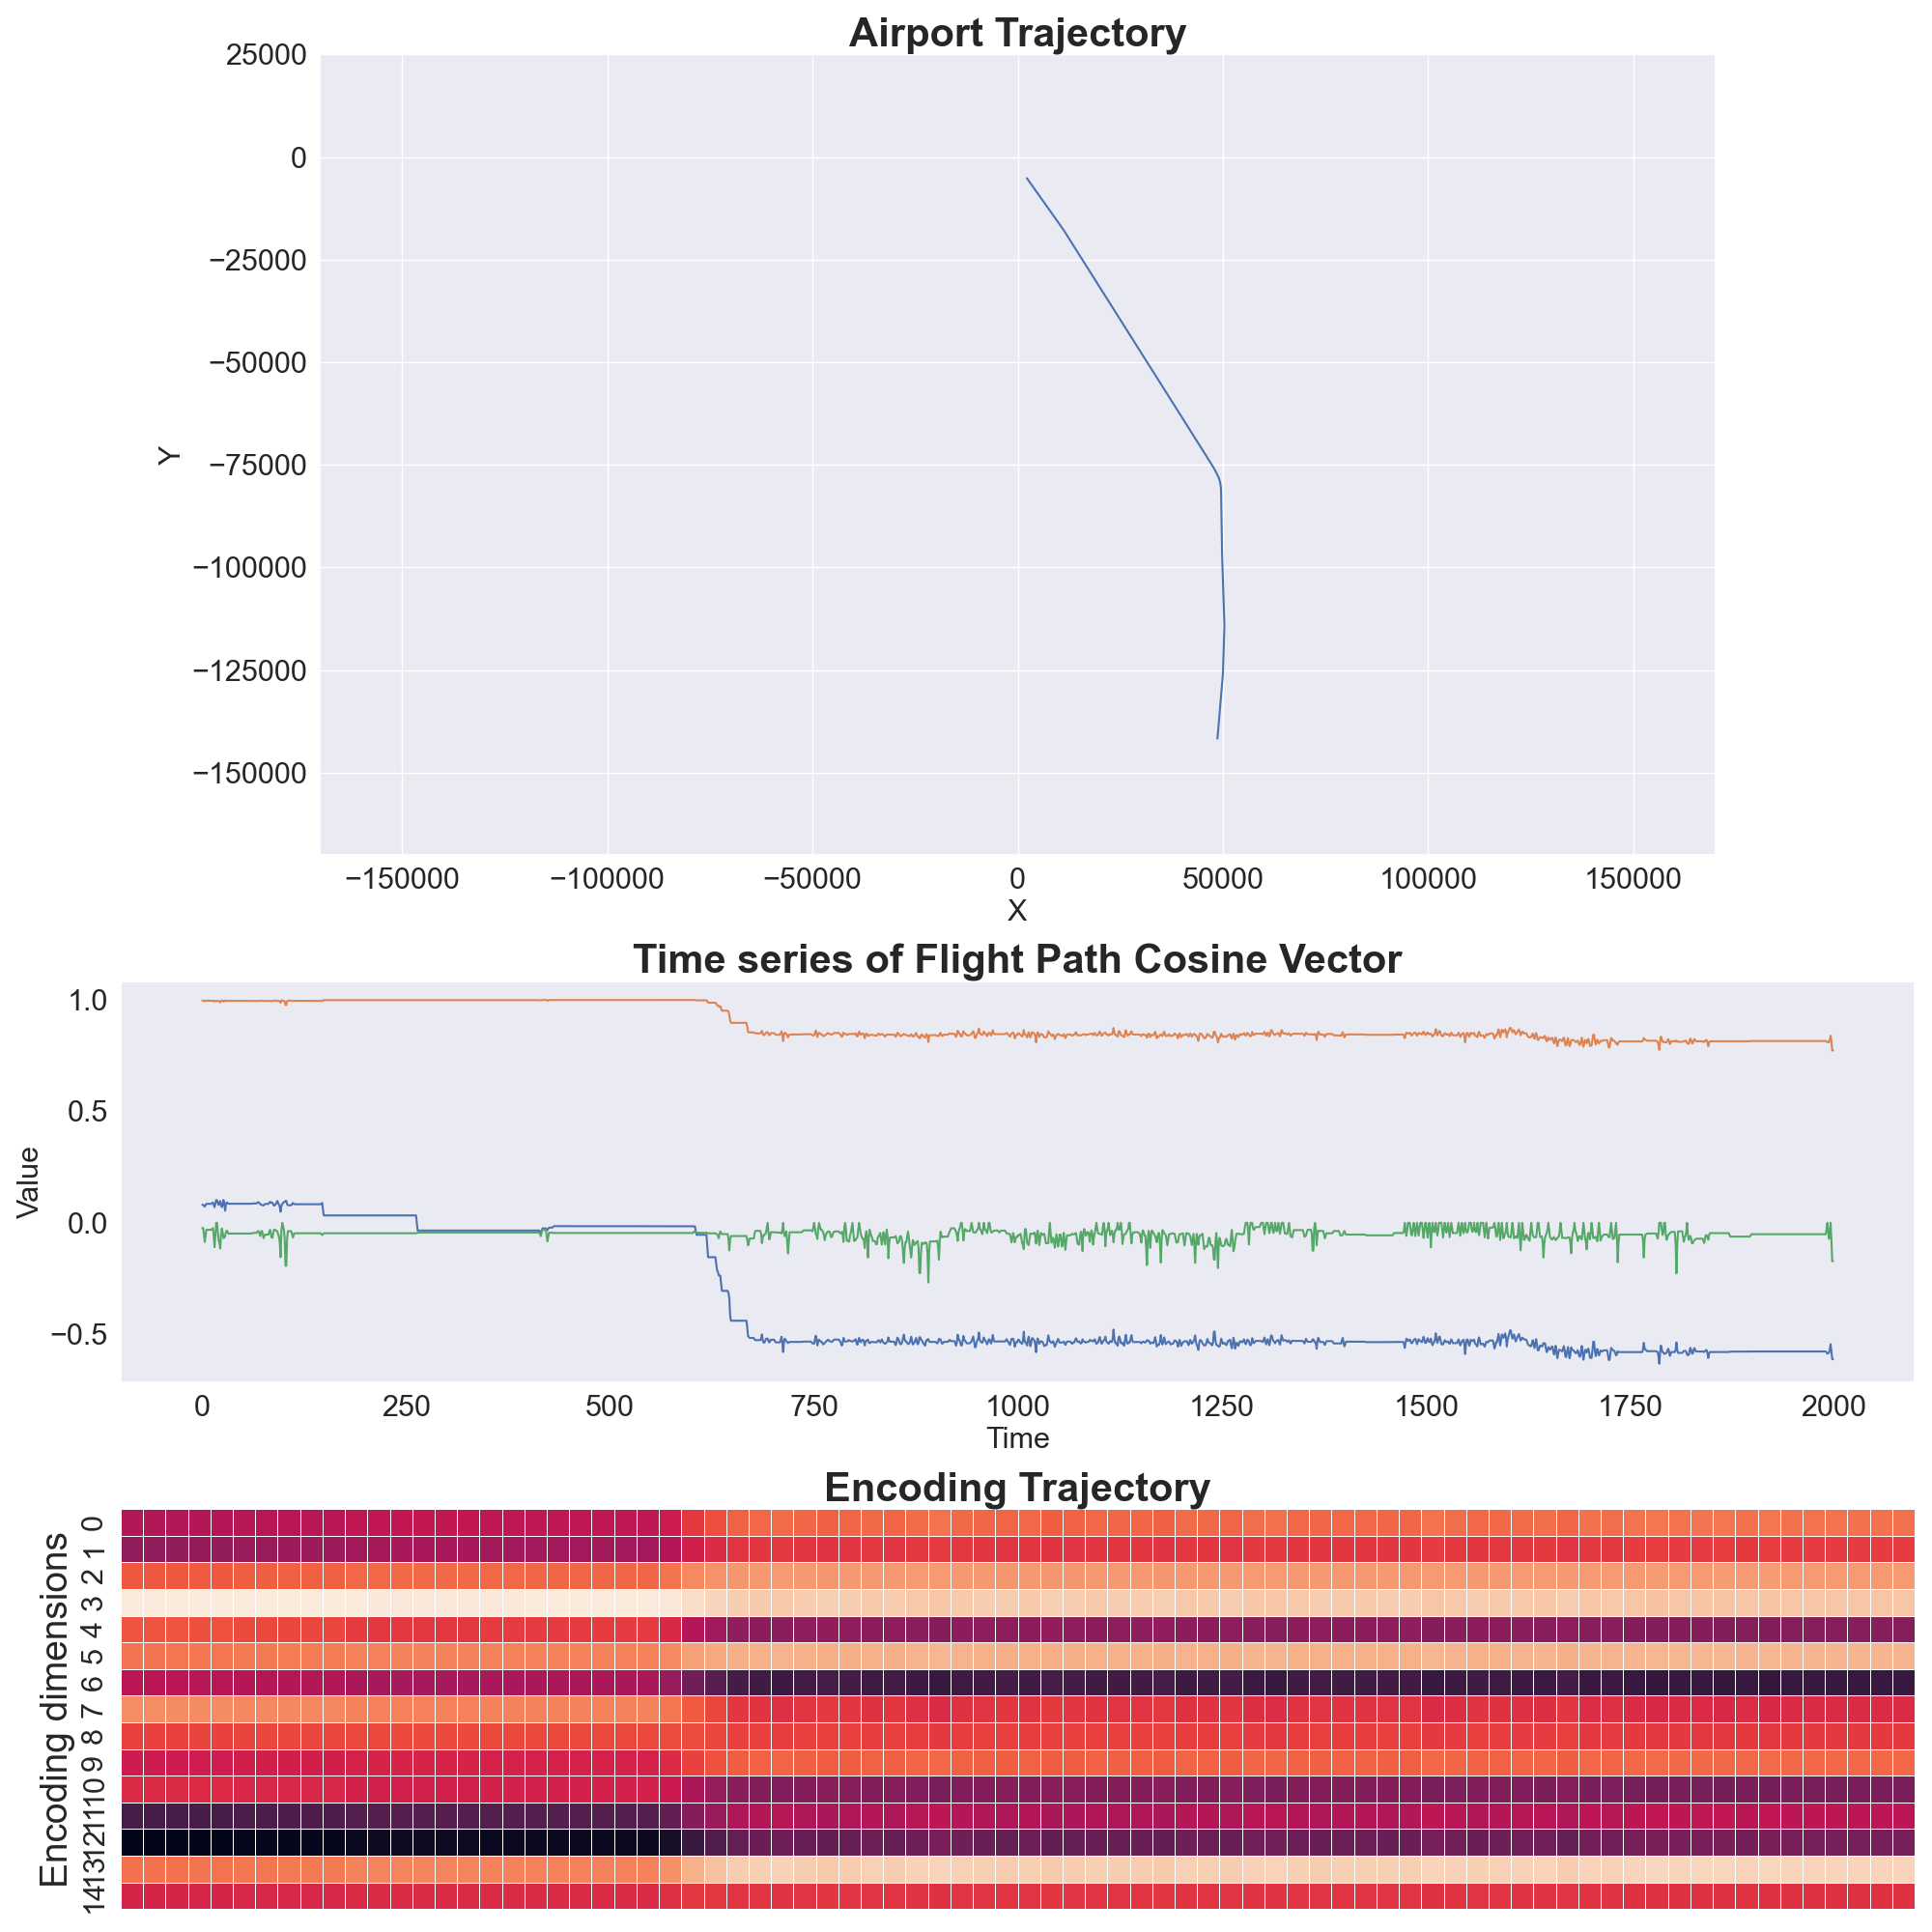 Airport Trajectory
25000
0
−25000
−50000
−75000
−100000
−125000
−150000
Y
−150000 −100000 −50000 0 50000 100000 150000
X
Time series of Flight Path Cosine Vector
1.0
0.5
0.0
−0.5
Value
0 250 500 750 1000 1250 1500 1750 2000
Time
Encoding Trajectory
Encoding dimensions
0
1
2
3
4
5
6
7
8
9
10
11
12
13
14